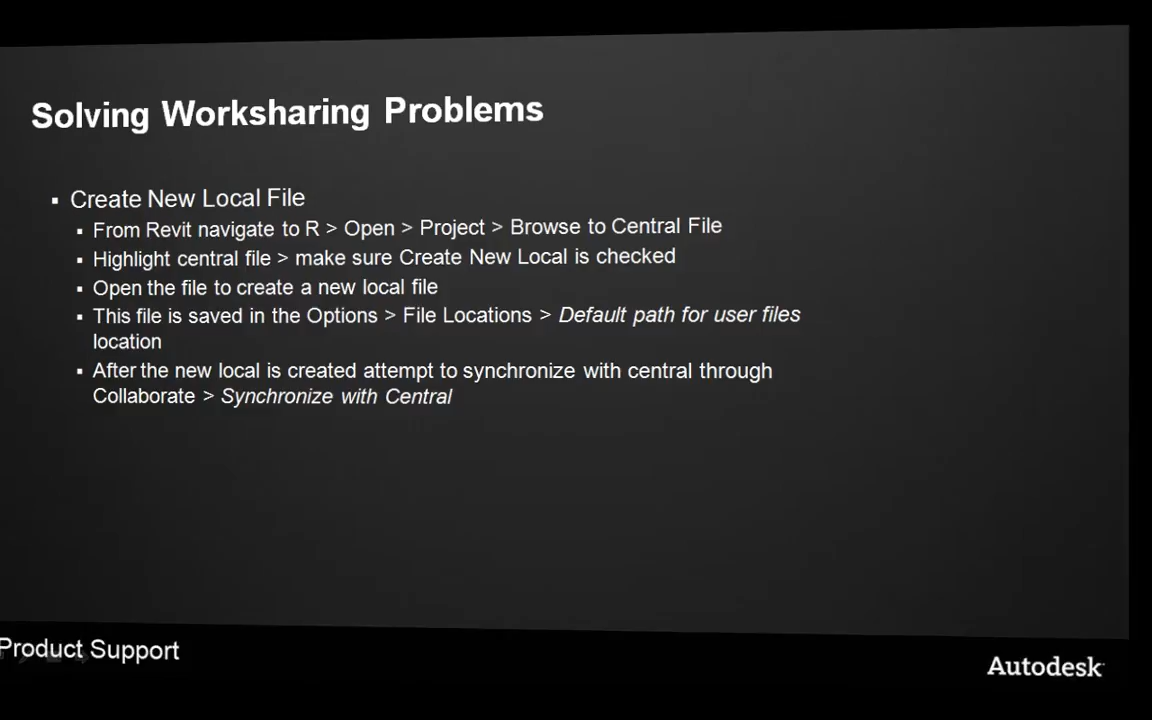 Solving Worksharing Problems
▪ Create New Local File
▪ From Revit navigate to R > Open > Project > Browse to Central File
▪ Highlight central file > make sure Create New Local is checked
▪ Open the file to create a new local file
▪ This file is saved in the Options > File Locations > Default path for user files
location
▪ After the new local is created attempt to synchronize with central through
Collaborate > Synchronize with Central
Product Support
Autodesk